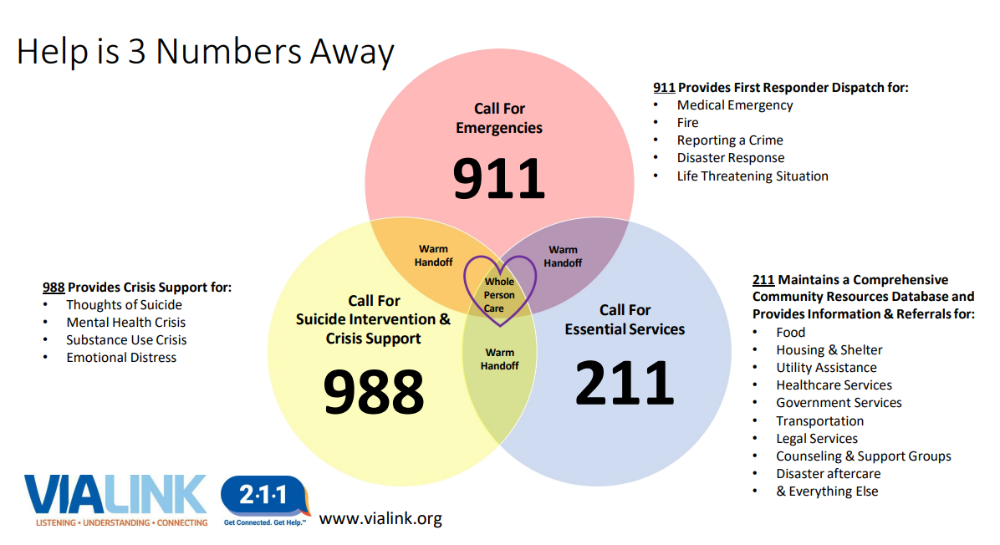 Help is 3 Numbers Away
Call For
Emergencies
911
911 Provides First Responder Dispatch for:
• Medical Emergency
• Fire
• Reporting a Crime
• Disaster Response
• Life Threatening Situation
Warm
Handoff
Warm
Handoff
Whole
Person
Care
988 Provides Crisis Support for:
• Thoughts of Suicide
• Mental Health Crisis
• Substance Use Crisis
• Emotional Distress
Call For
Suicide Intervention &
Crisis Support
988
Warm
Handoff
Call For
Essential Services
211
211 Maintains a Comprehensive
Community Resources Database and
Provides Information & Referrals for:
• Food
• Housing & Shelter
• Utility Assistance
• Healthcare Services
• Government Services
• Transportation
• Legal Services
• Counseling & Support Groups
• Disaster aftercare
• & Everything Else
VIALINK
LISTENING • UNDERSTANDING • CONNECTING
2·1·1
Get Connected. Get Help.™
www.vialink.org